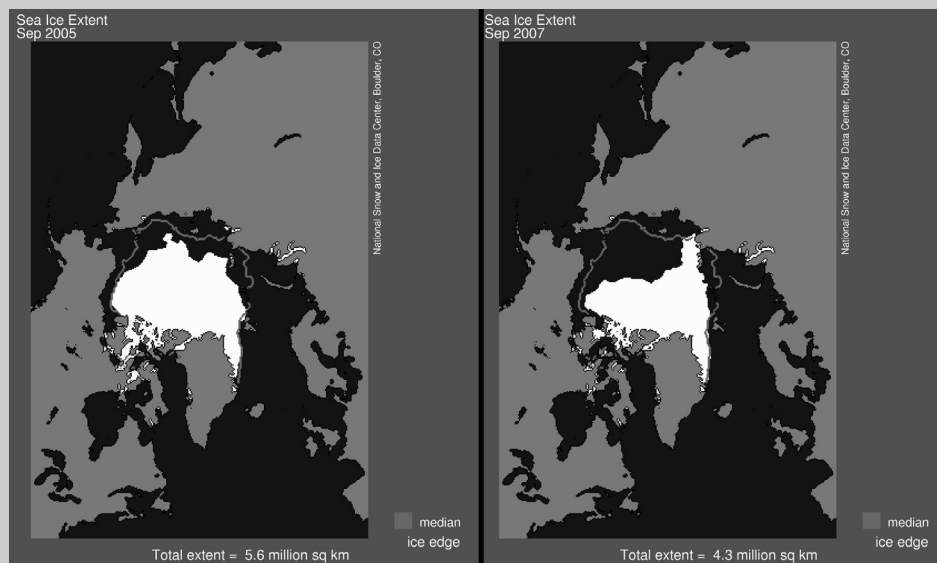 Sea Ice Extent
Sep 2005
National Snow and Ice Data Center, Boulder, CO
median
ice edge
Total extent = 5.6 million sq km
Sea Ice Extent
Sep 2007
National Snow and Ice Data Center, Boulder, CO
median
ice edge
Total extent = 4.3 million sq km